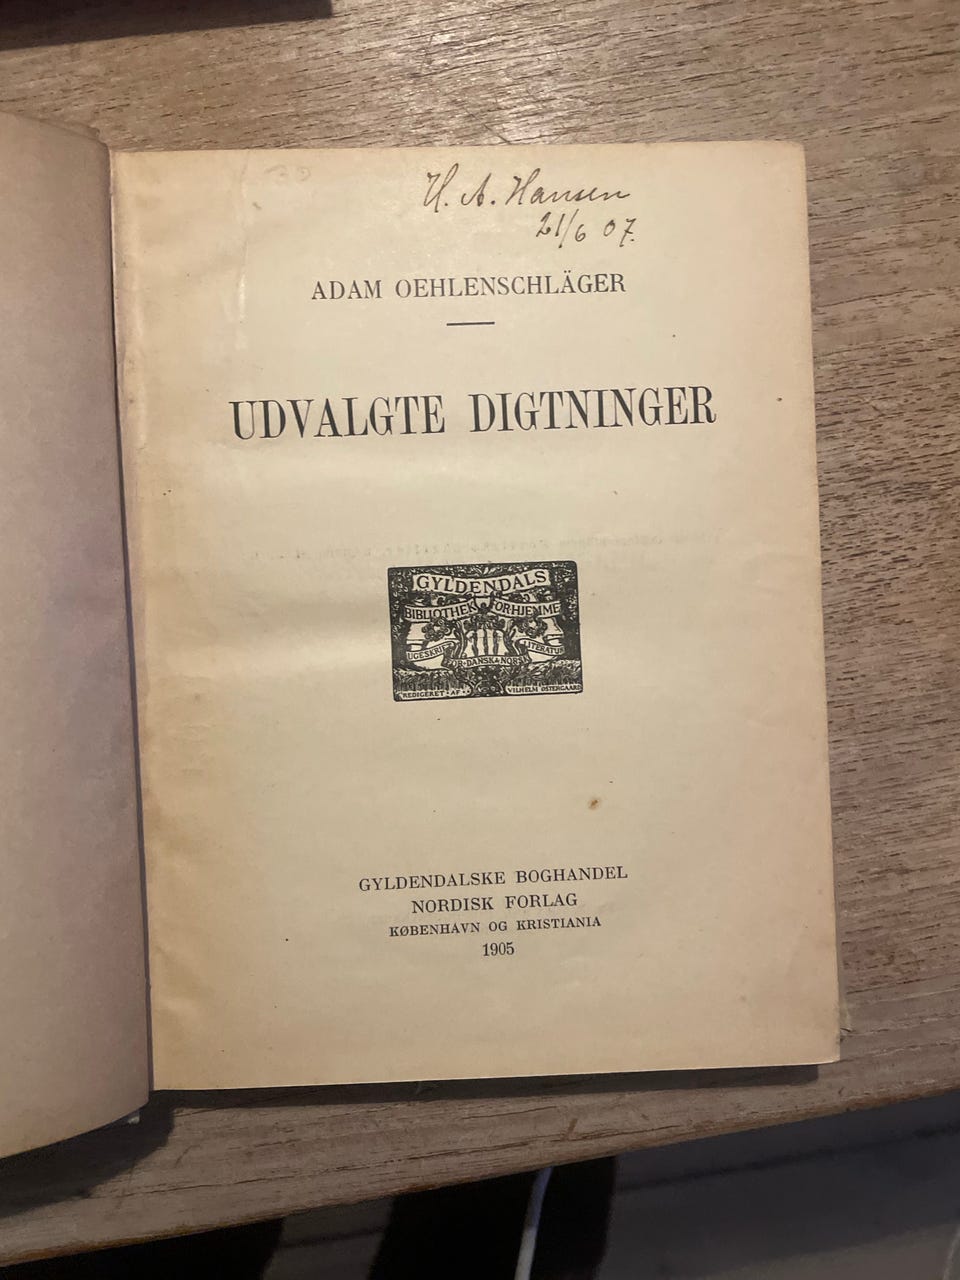 H. A. Hansen
21/6 07.
ADAM OEHLENSCHLÄGER
UDVALGTE DIGTNINGER
GYLDENDALS
BIBLIOTHEK FOR HJEMME
UGESKRIFT LITERATUR
FOR • DANSK & NORSK
REDIGERET • AF • VILHELM ØSTERGAARD
GYLDENDALSKE BOGHANDEL
NORDISK FORLAG
KØBENHAVN OG KRISTIANIA
1905